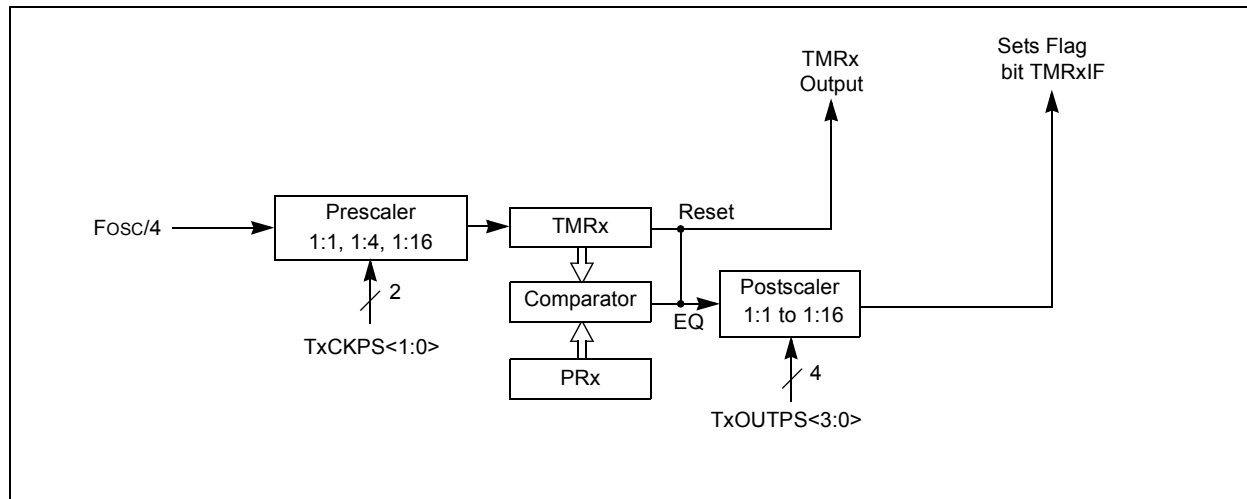 TMRx
Output
Sets Flag
bit TMRxIF
FOSC/4
Prescaler
1:1, 1:4, 1:16
2
TxCKPS<1:0>
TMRx
Reset
Comparator
EQ
PRx
Postscaler
1:1 to 1:16
4
TxOUTPS<3:0>